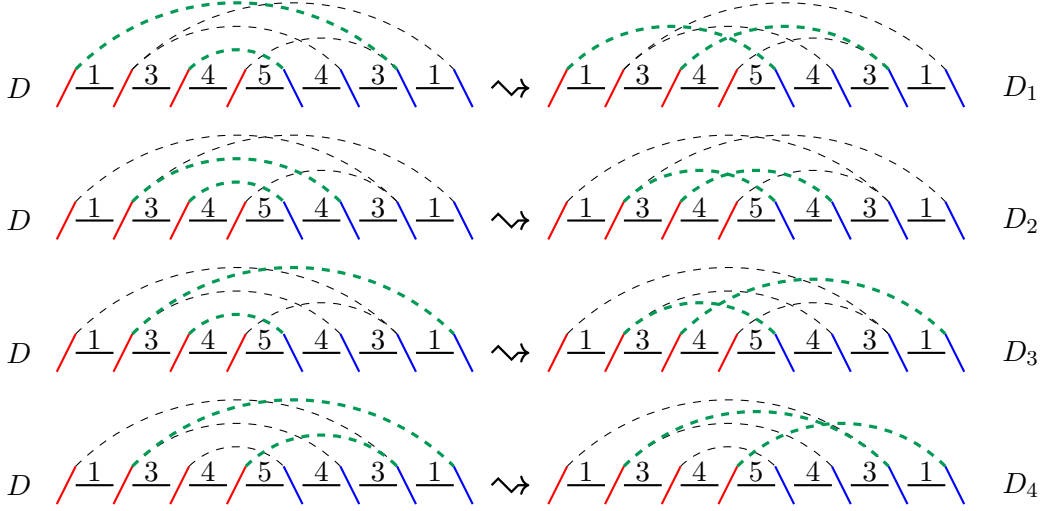 D 1 3 4 5 4 3 1 ⇝ 1 3 4 5 4 3 1 D₁
D 1 3 4 5 4 3 1 ⇝ 1 3 4 5 4 3 1 D₂
D 1 3 4 5 4 3 1 ⇝ 1 3 4 5 4 3 1 D₃
D 1 3 4 5 4 3 1 ⇝ 1 3 4 5 4 3 1 D₄